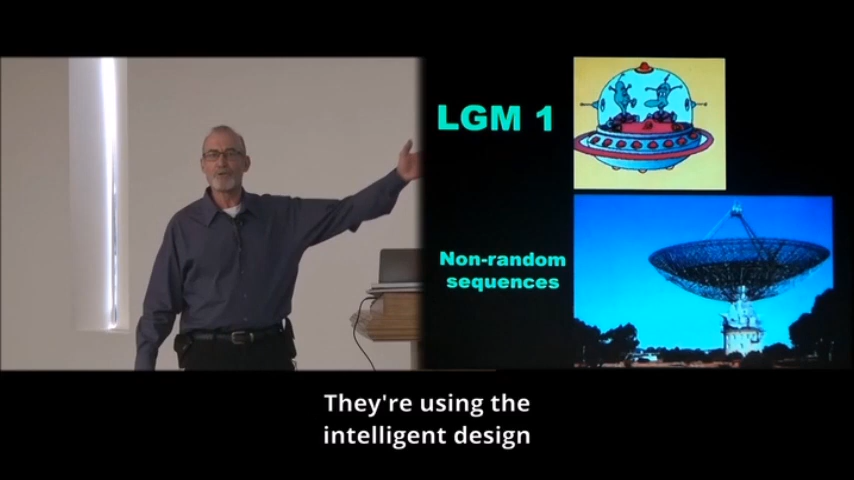 LGM 1
Non-random
sequences
They're using the
intelligent design